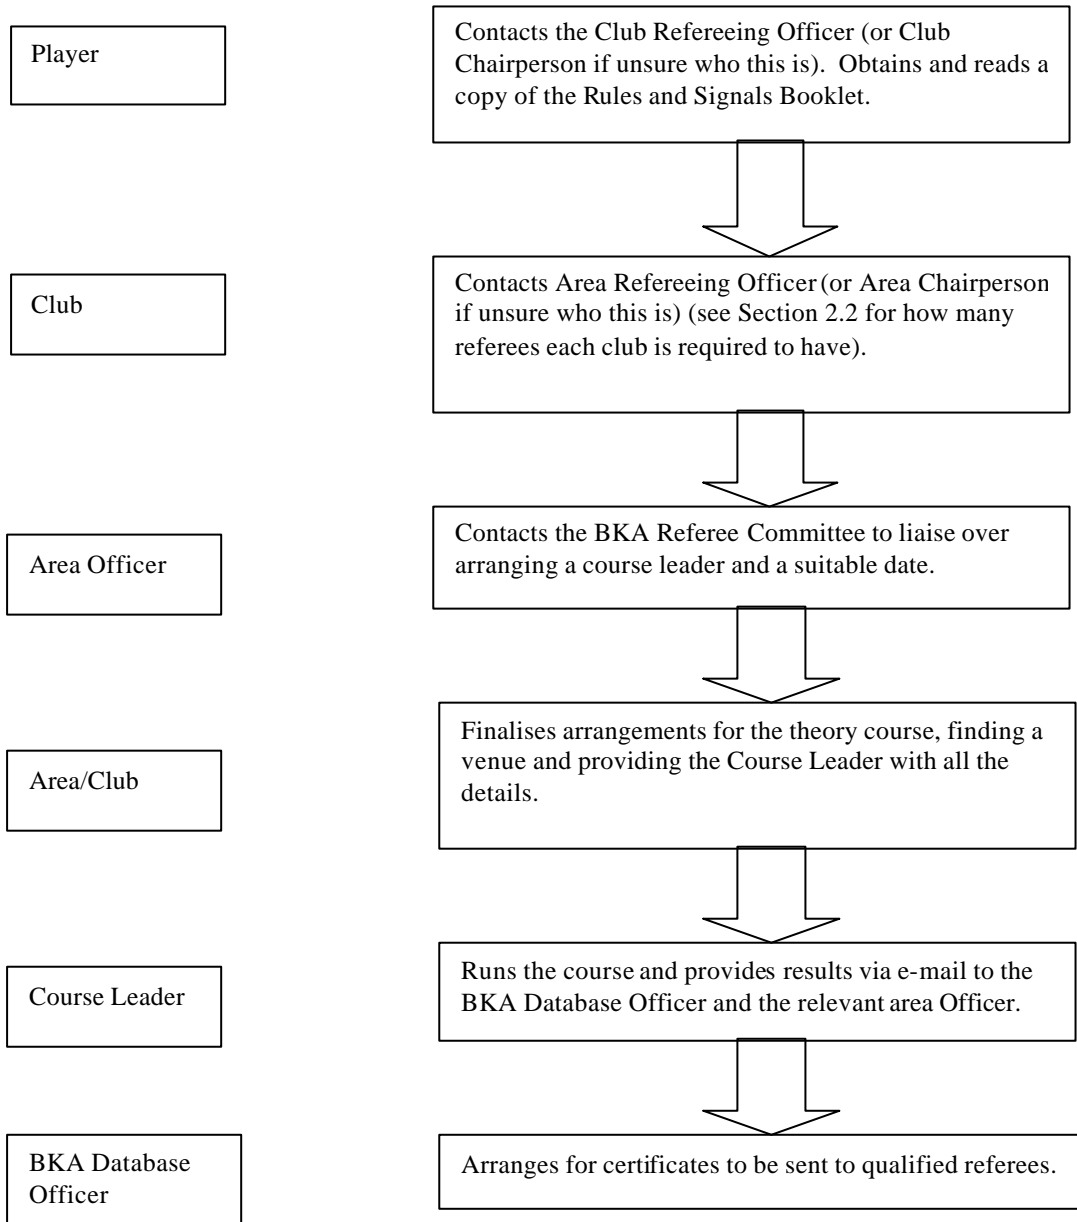 Player
Contacts the Club Refereeing Officer (or Club
Chairperson if unsure who this is).  Obtains and reads a
copy of the Rules and Signals Booklet.
Club
Contacts Area Refereeing Officer (or Area Chairperson
if unsure who this is) (see Section 2.2 for how many
referees each club is required to have).
Area Officer
Contacts the BKA Referee Committee to liaise over
arranging a course leader and a suitable date.
Area/Club
Finalises arrangements for the theory course, finding a
venue and providing the Course Leader with all the
details.
Course Leader
Runs the course and provides results via e-mail to the
BKA Database Officer and the relevant area Officer.
BKA Database
Officer
Arranges for certificates to be sent to qualified referees.